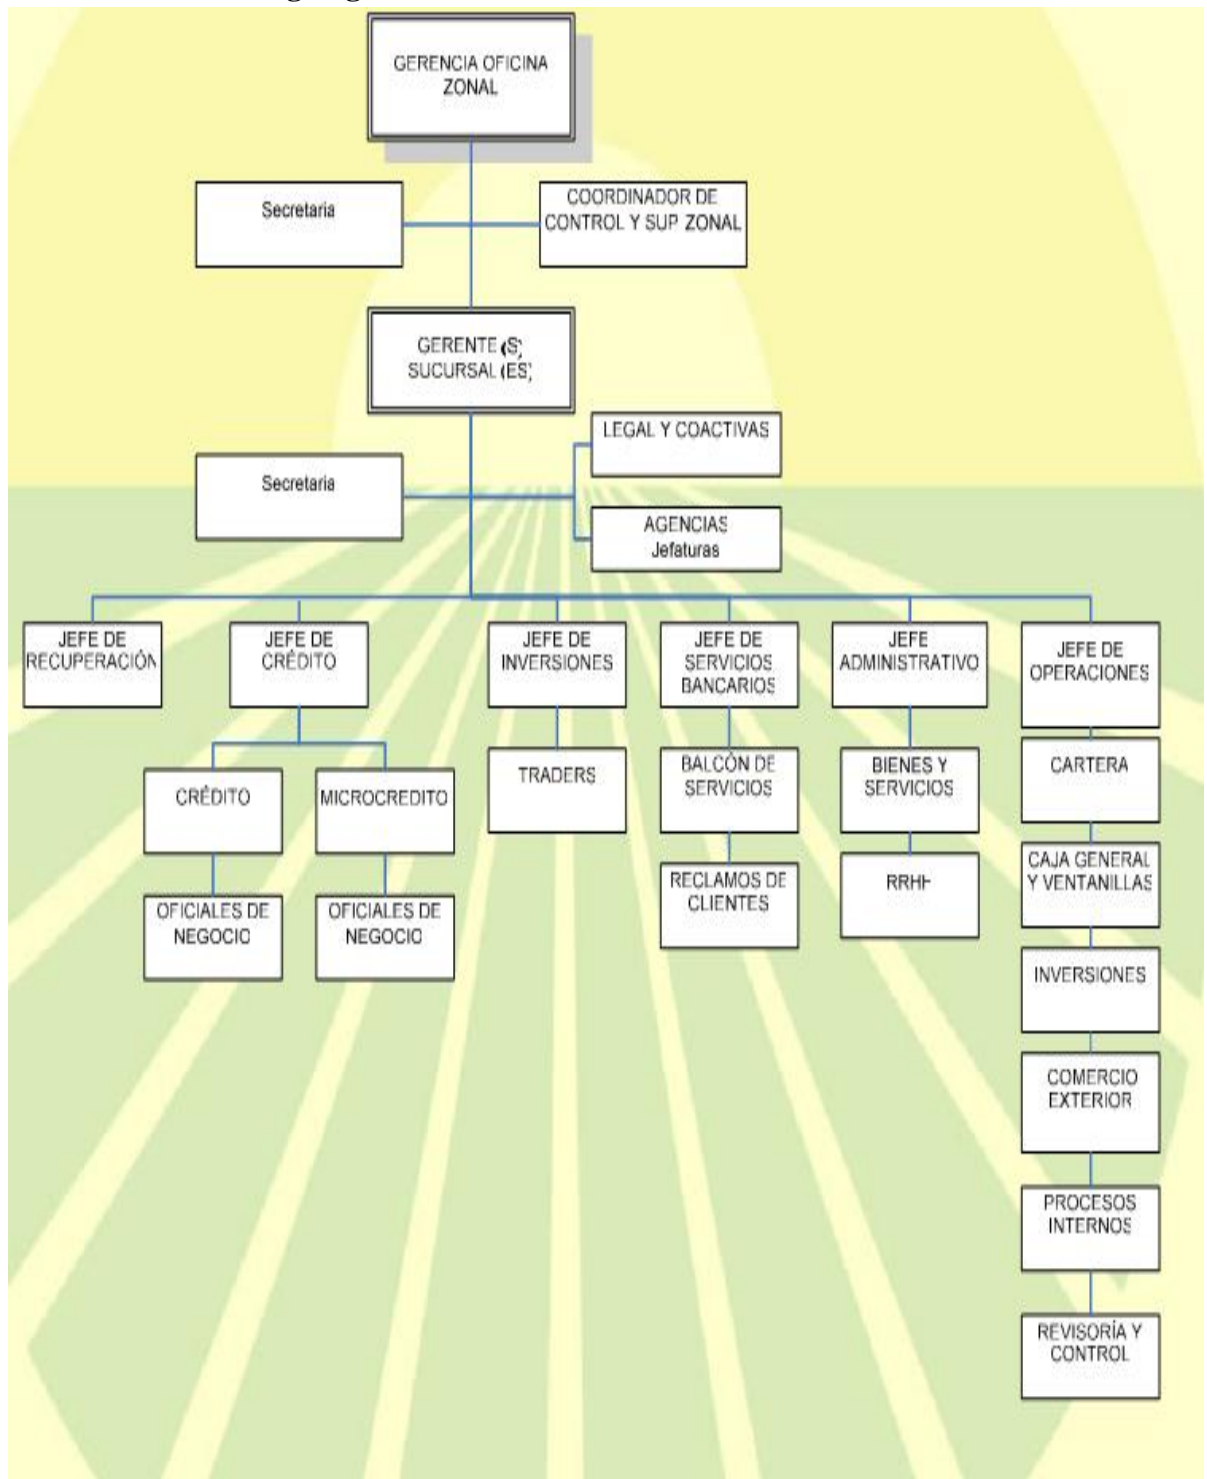 GERENCIA OFICINA
ZONAL
Secretaria
COORDINADOR DE
CONTROL Y SUP. ZONAL
GERENTE (S)
SUCURSAL (ES)
LEGAL Y COACTIVAS
Secretaria
AGENCIAS
Jefaturas
JEFE DE
RECUPERACIÓN
JEFE DE
CRÉDITO
JEFE DE
INVERSIONES
JEFE DE
SERVICIOS
BANCARIOS
JEFE
ADMINISTRATIVO
JEFE DE
OPERACIONES
CRÉDITO
MICROCREDITO
TRADERS
BALCÓN DE
SERVICIOS
BIENES Y
SERVICIOS
CARTERA
OFICIALES DE
NEGOCIO
OFICIALES DE
NEGOCIO
RECLAMOS DE
CLIENTES
RRHH
CAJA GENERAL
Y VENTANILLAS
INVERSIONES
COMERCIO
EXTERIOR
PROCESOS
INTERNOS
REVISORÍA Y
CONTROL